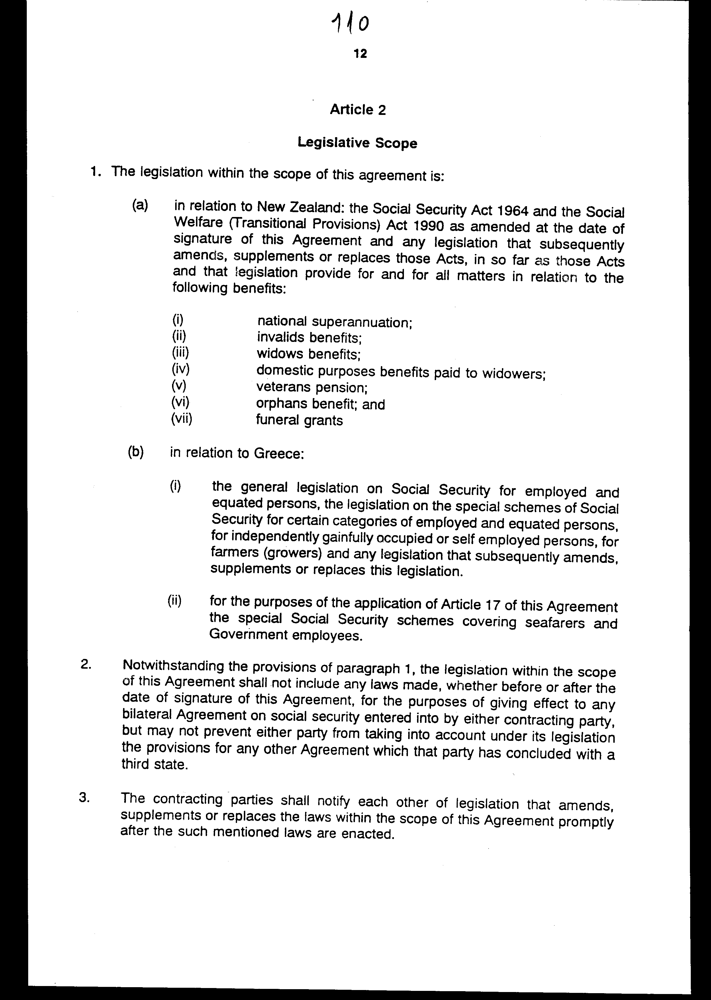 110
12
Article 2
Legislative Scope
1. The legislation within the scope of this agreement is:
(a) in relation to New Zealand: the Social Security Act 1964 and the Social
Welfare (Transitional Provisions) Act 1990 as amended at the date of
signature of this Agreement and any legislation that subsequently
amends, supplements or replaces those Acts, in so far as those Acts
and that legislation provide for and for all matters in relation to the
following benefits:
(i) national superannuation;
(ii) invalids benefits;
(iii) widows benefits;
(iv) domestic purposes benefits paid to widowers;
(v) veterans pension;
(vi) orphans benefit; and
(vii) funeral grants
(b) in relation to Greece:
(i) the general legislation on Social Security for employed and
equated persons, the legislation on the special schemes of Social
Security for certain categories of employed and equated persons,
for independently gainfully occupied or self employed persons, for
farmers (growers) and any legislation that subsequently amends,
supplements or replaces this legislation.
(ii) for the purposes of the application of Article 17 of this Agreement
the special Social Security schemes covering seafarers and
Government employees.
2. Notwithstanding the provisions of paragraph 1, the legislation within the scope
of this Agreement shall not include any laws made, whether before or after the
date of signature of this Agreement, for the purposes of giving effect to any
bilateral Agreement on social security entered into by either contracting party,
but may not prevent either party from taking into account under its legislation
the provisions for any other Agreement which that party has concluded with a
third state.
3. The contracting parties shall notify each other of legislation that amends,
supplements or replaces the laws within the scope of this Agreement promptly
after the such mentioned laws are enacted.